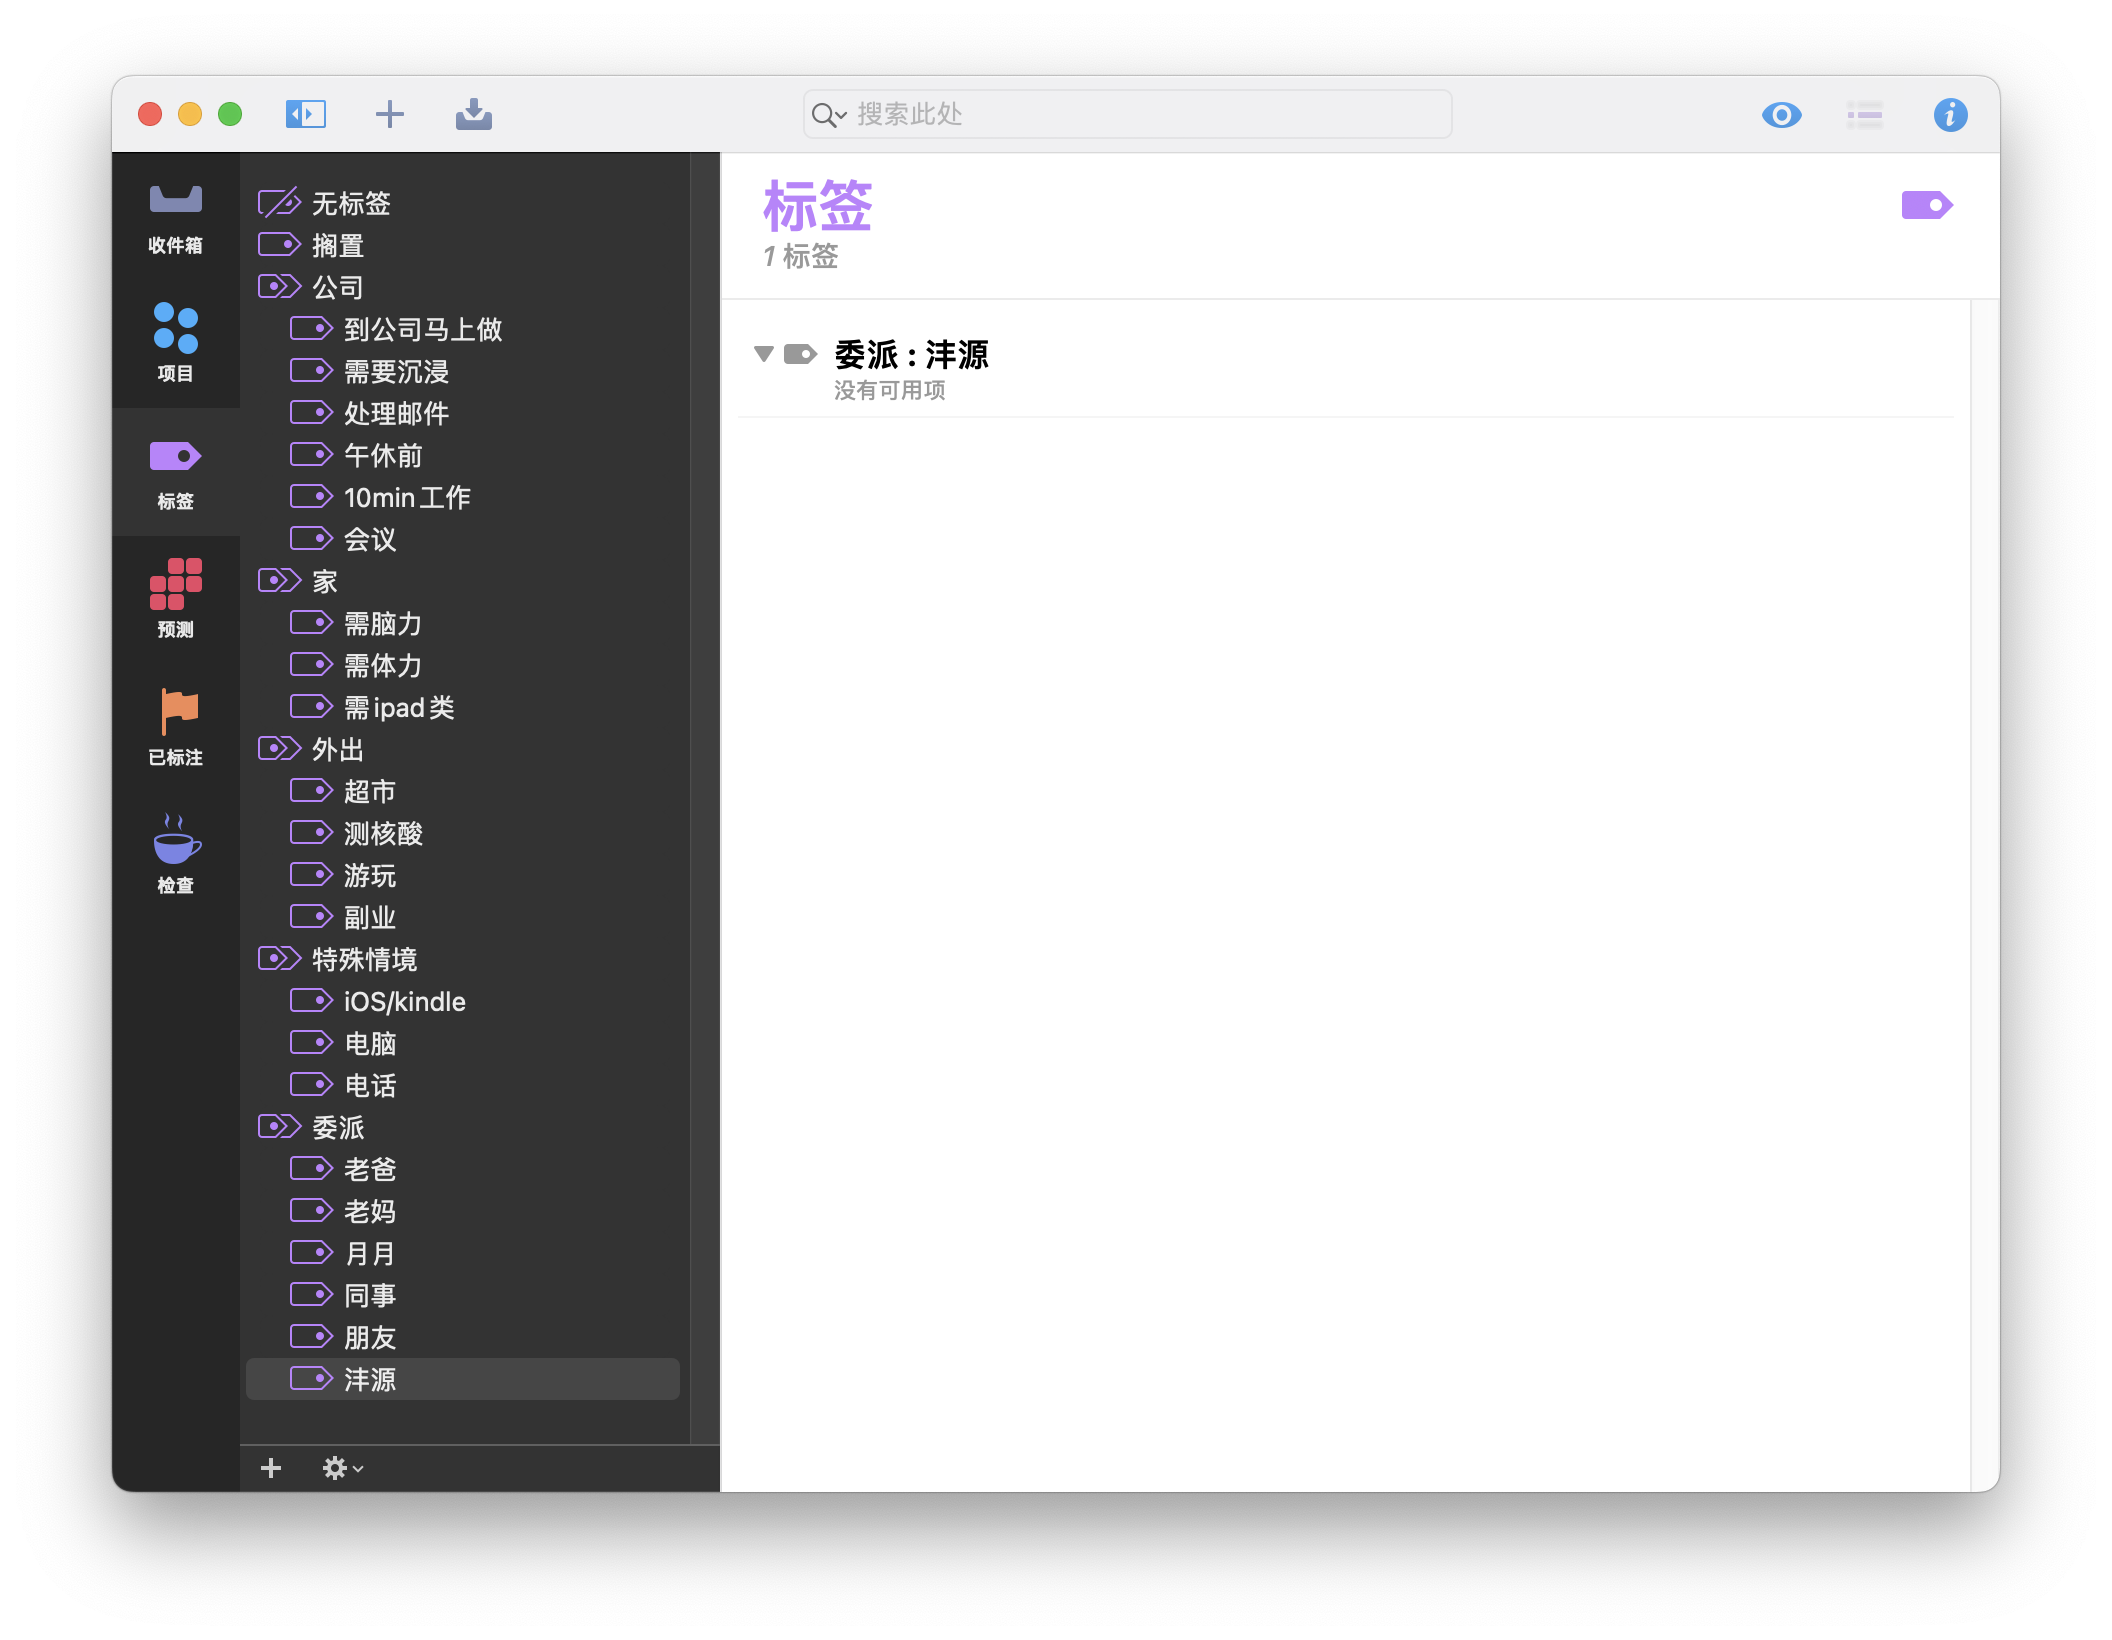 搜索此处
收件箱
项目
标签
预测
已标注
检查
无标签
搁置
公司
到公司马上做
需要沉浸
处理邮件
午休前
10min工作
会议
家
需脑力
需体力
需ipad类
外出
超市
测核酸
游玩
副业
特殊情境
iOS/kindle
电脑
电话
委派
老爸
老妈
月月
同事
朋友
沣源
标签
1 标签
委派 : 沣源
没有可用项